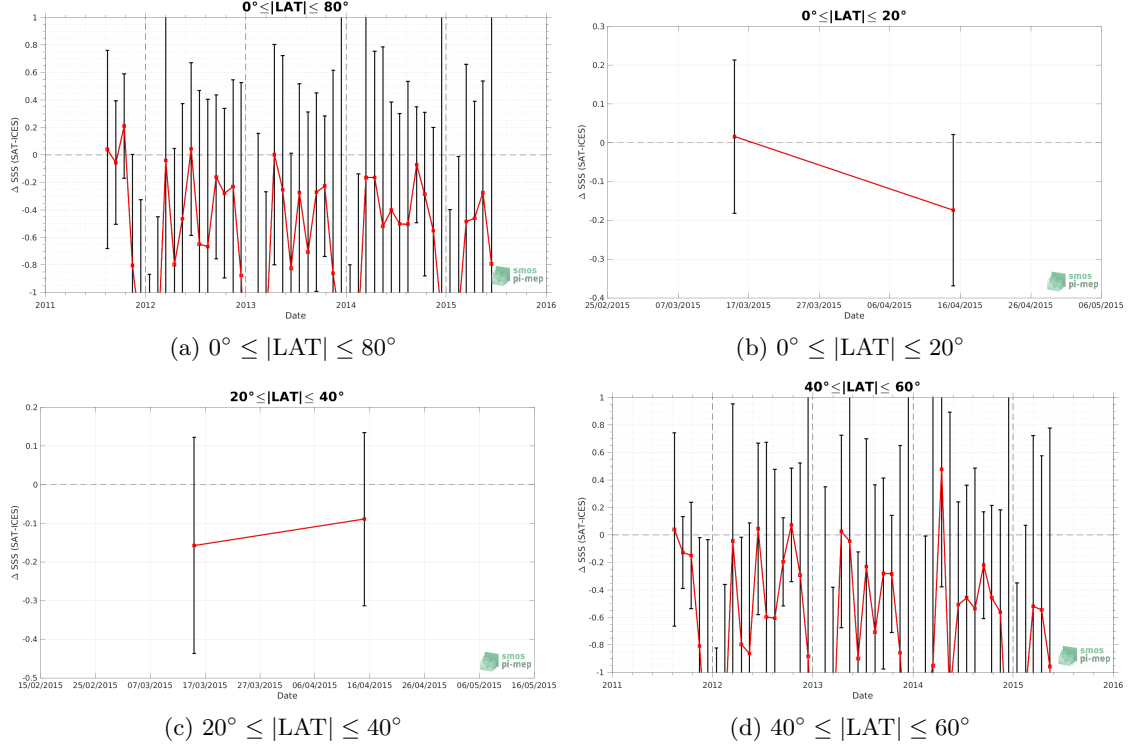 0°≤|LAT|≤ 80°
Δ SSS (SAT-ICES)
1
0.8
0.6
0.4
0.2
0
-0.2
-0.4
-0.6
-0.8
-1
2011 2012 2013 2014 2015 2016
Date
smos
pi-mep
(a) 0° ≤ |LAT| ≤ 80°
0°≤|LAT|≤ 20°
Δ SSS (SAT-ICES)
0.3
0.2
0.1
0
-0.1
-0.2
-0.3
-0.4
25/02/2015 07/03/2015 17/03/2015 27/03/2015 06/04/2015 16/04/2015 26/04/2015 06/05/2015
Date
smos
pi-mep
(b) 0° ≤ |LAT| ≤ 20°
20°≤|LAT|≤ 40°
Δ SSS (SAT-ICES)
0.2
0.1
0
-0.1
-0.2
-0.3
-0.4
-0.5
15/02/2015 25/02/2015 07/03/2015 17/03/2015 27/03/2015 06/04/2015 16/04/2015 26/04/2015 06/05/2015 16/05/2015
Date
smos
pi-mep
(c) 20° ≤ |LAT| ≤ 40°
40°≤|LAT|≤ 60°
Δ SSS (SAT-ICES)
1
0.8
0.6
0.4
0.2
0
-0.2
-0.4
-0.6
-0.8
-1
2011 2012 2013 2014 2015 2016
Date
smos
pi-mep
(d) 40° ≤ |LAT| ≤ 60°